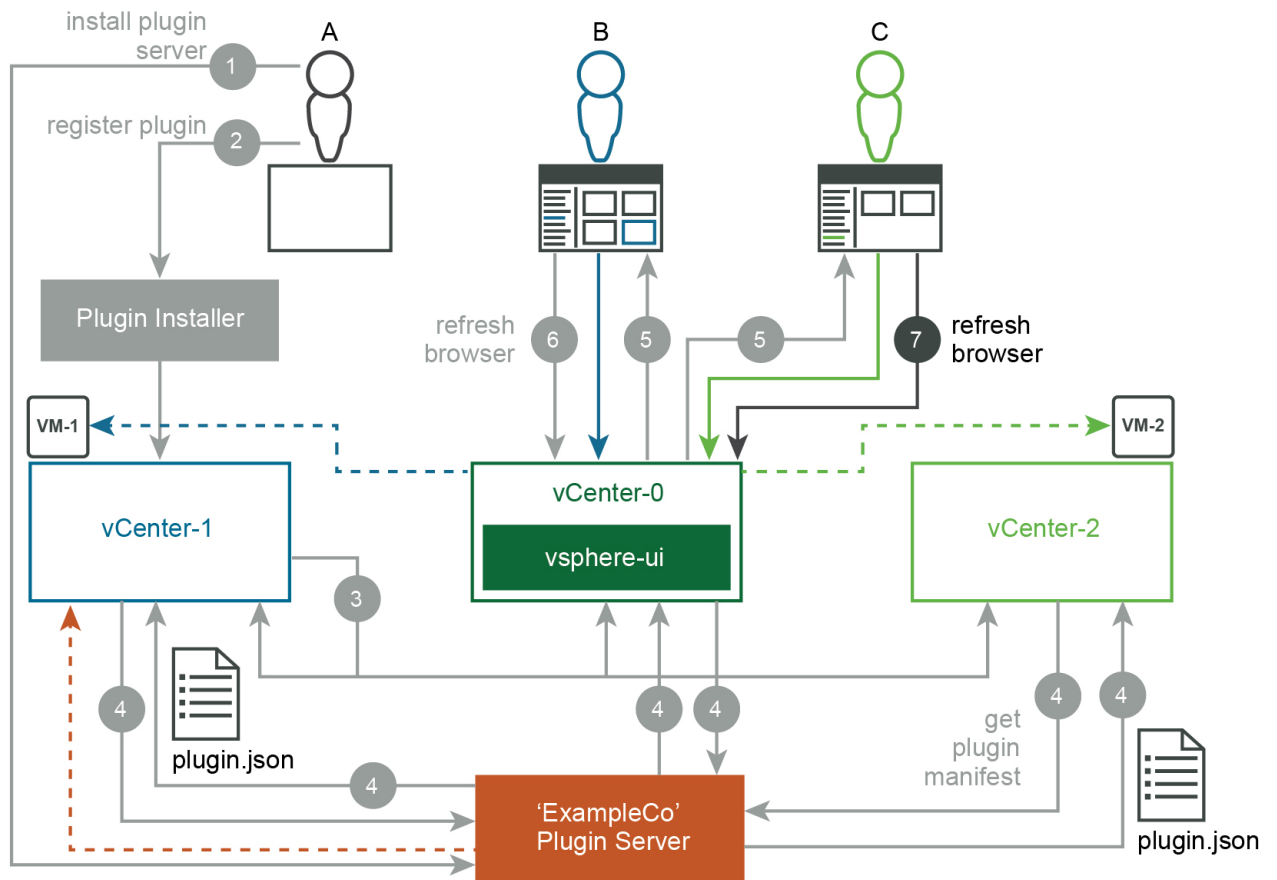 install plugin
server
1
A
B
C
register plugin
2
Plugin Installer
refresh
browser
6
5
5
7
refresh
browser
VM-1
VM-2
vCenter-1
vCenter-0
vsphere-ui
vCenter-2
3
4
4
4
4
4
4
plugin.json
get
plugin
manifest
plugin.json
‘ExampleCo’
Plugin Server